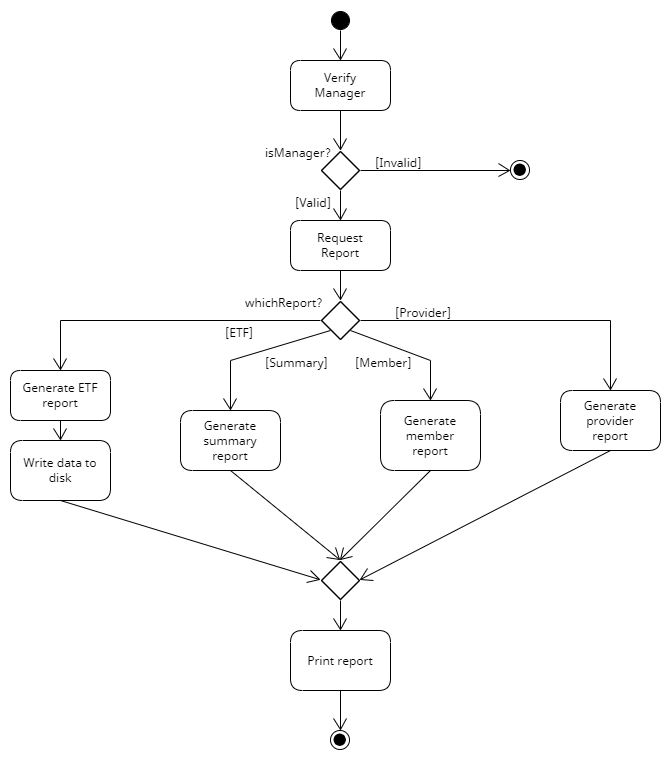 Verify
Manager
isManager?
[Invalid]
[Valid]
Request
Report
whichReport?
[Provider]
[ETF]
[Summary]
[Member]
Generate ETF
report
Generate
summary
report
Generate
member
report
Generate
provider
report
Write data to
disk
Print report